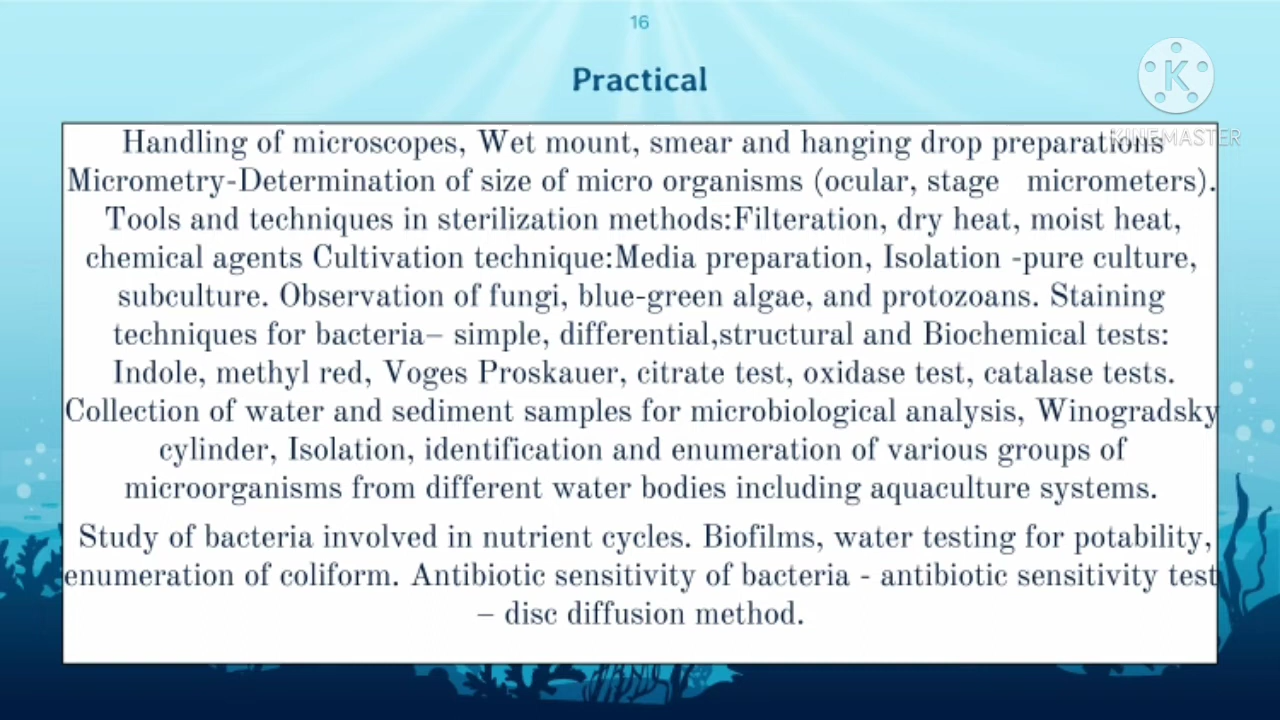 16
Practical
K
KINEMASTER
Handling of microscopes, Wet mount, smear and hanging drop preparations
Micrometry-Determination of size of micro organisms (ocular, stage micrometers).
Tools and techniques in sterilization methods:Filteration, dry heat, moist heat,
chemical agents Cultivation technique:Media preparation, Isolation -pure culture,
subculture. Observation of fungi, blue-green algae, and protozoans. Staining
techniques for bacteria– simple, differential,structural and Biochemical tests:
Indole, methyl red, Voges Proskauer, citrate test, oxidase test, catalase tests.
Collection of water and sediment samples for microbiological analysis, Winogradsky
cylinder, Isolation, identification and enumeration of various groups of
microorganisms from different water bodies including aquaculture systems.
Study of bacteria involved in nutrient cycles. Biofilms, water testing for potability,
enumeration of coliform. Antibiotic sensitivity of bacteria - antibiotic sensitivity test
– disc diffusion method.